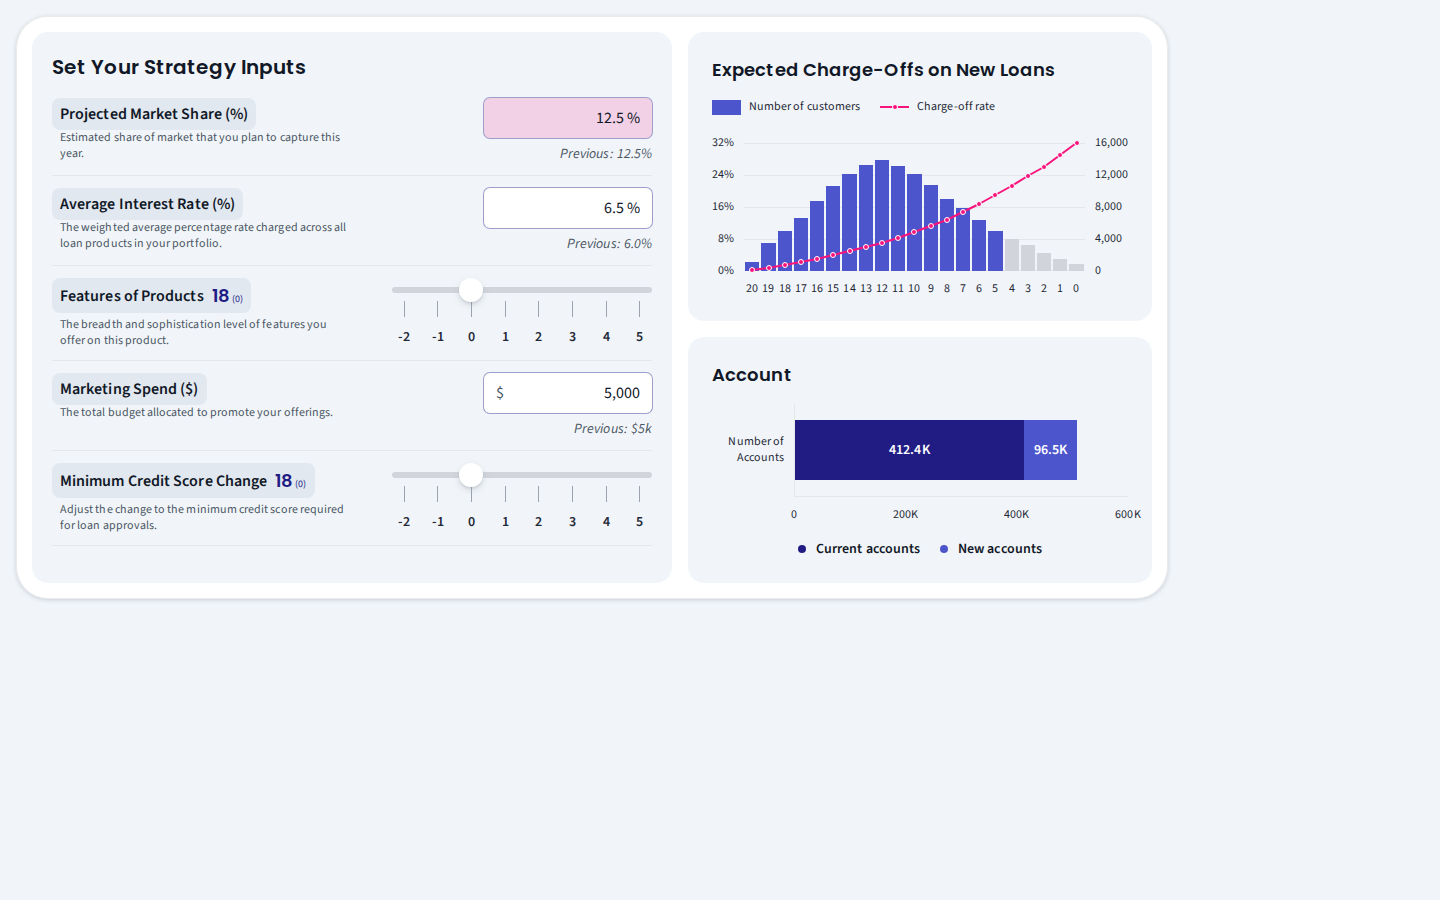 Set Your Strategy Inputs
Projected Market Share (%)
12.5 %
Estimated share of market that you plan to capture this
year.
Previous: 12.5%
Average Interest Rate (%)
6.5 %
The weighted average percentage rate charged across all
loan products in your portfolio.
Previous: 6.0%
Features of Products 18 (0)
The breadth and sophistication level of features you
offer on this product.
-2 -1 0 1 2 3 4 5
Marketing Spend ($)
$ 5,000
The total budget allocated to promote your offerings.
Previous: $5k
Minimum Credit Score Change 18 (0)
Adjust the change to the minimum credit score required
for loan approvals.
-2 -1 0 1 2 3 4 5
Expected Charge-Offs on New Loans
Number of customers Charge-off rate
32% 16,000
24% 12,000
16% 8,000
8% 4,000
0% 0
20 19 18 17 16 15 14 13 12 11 10 9 8 7 6 5 4 3 2 1 0
Account
Number of
Accounts
412.4K 96.5K
0 200K 400K 600K
Current accounts New accounts